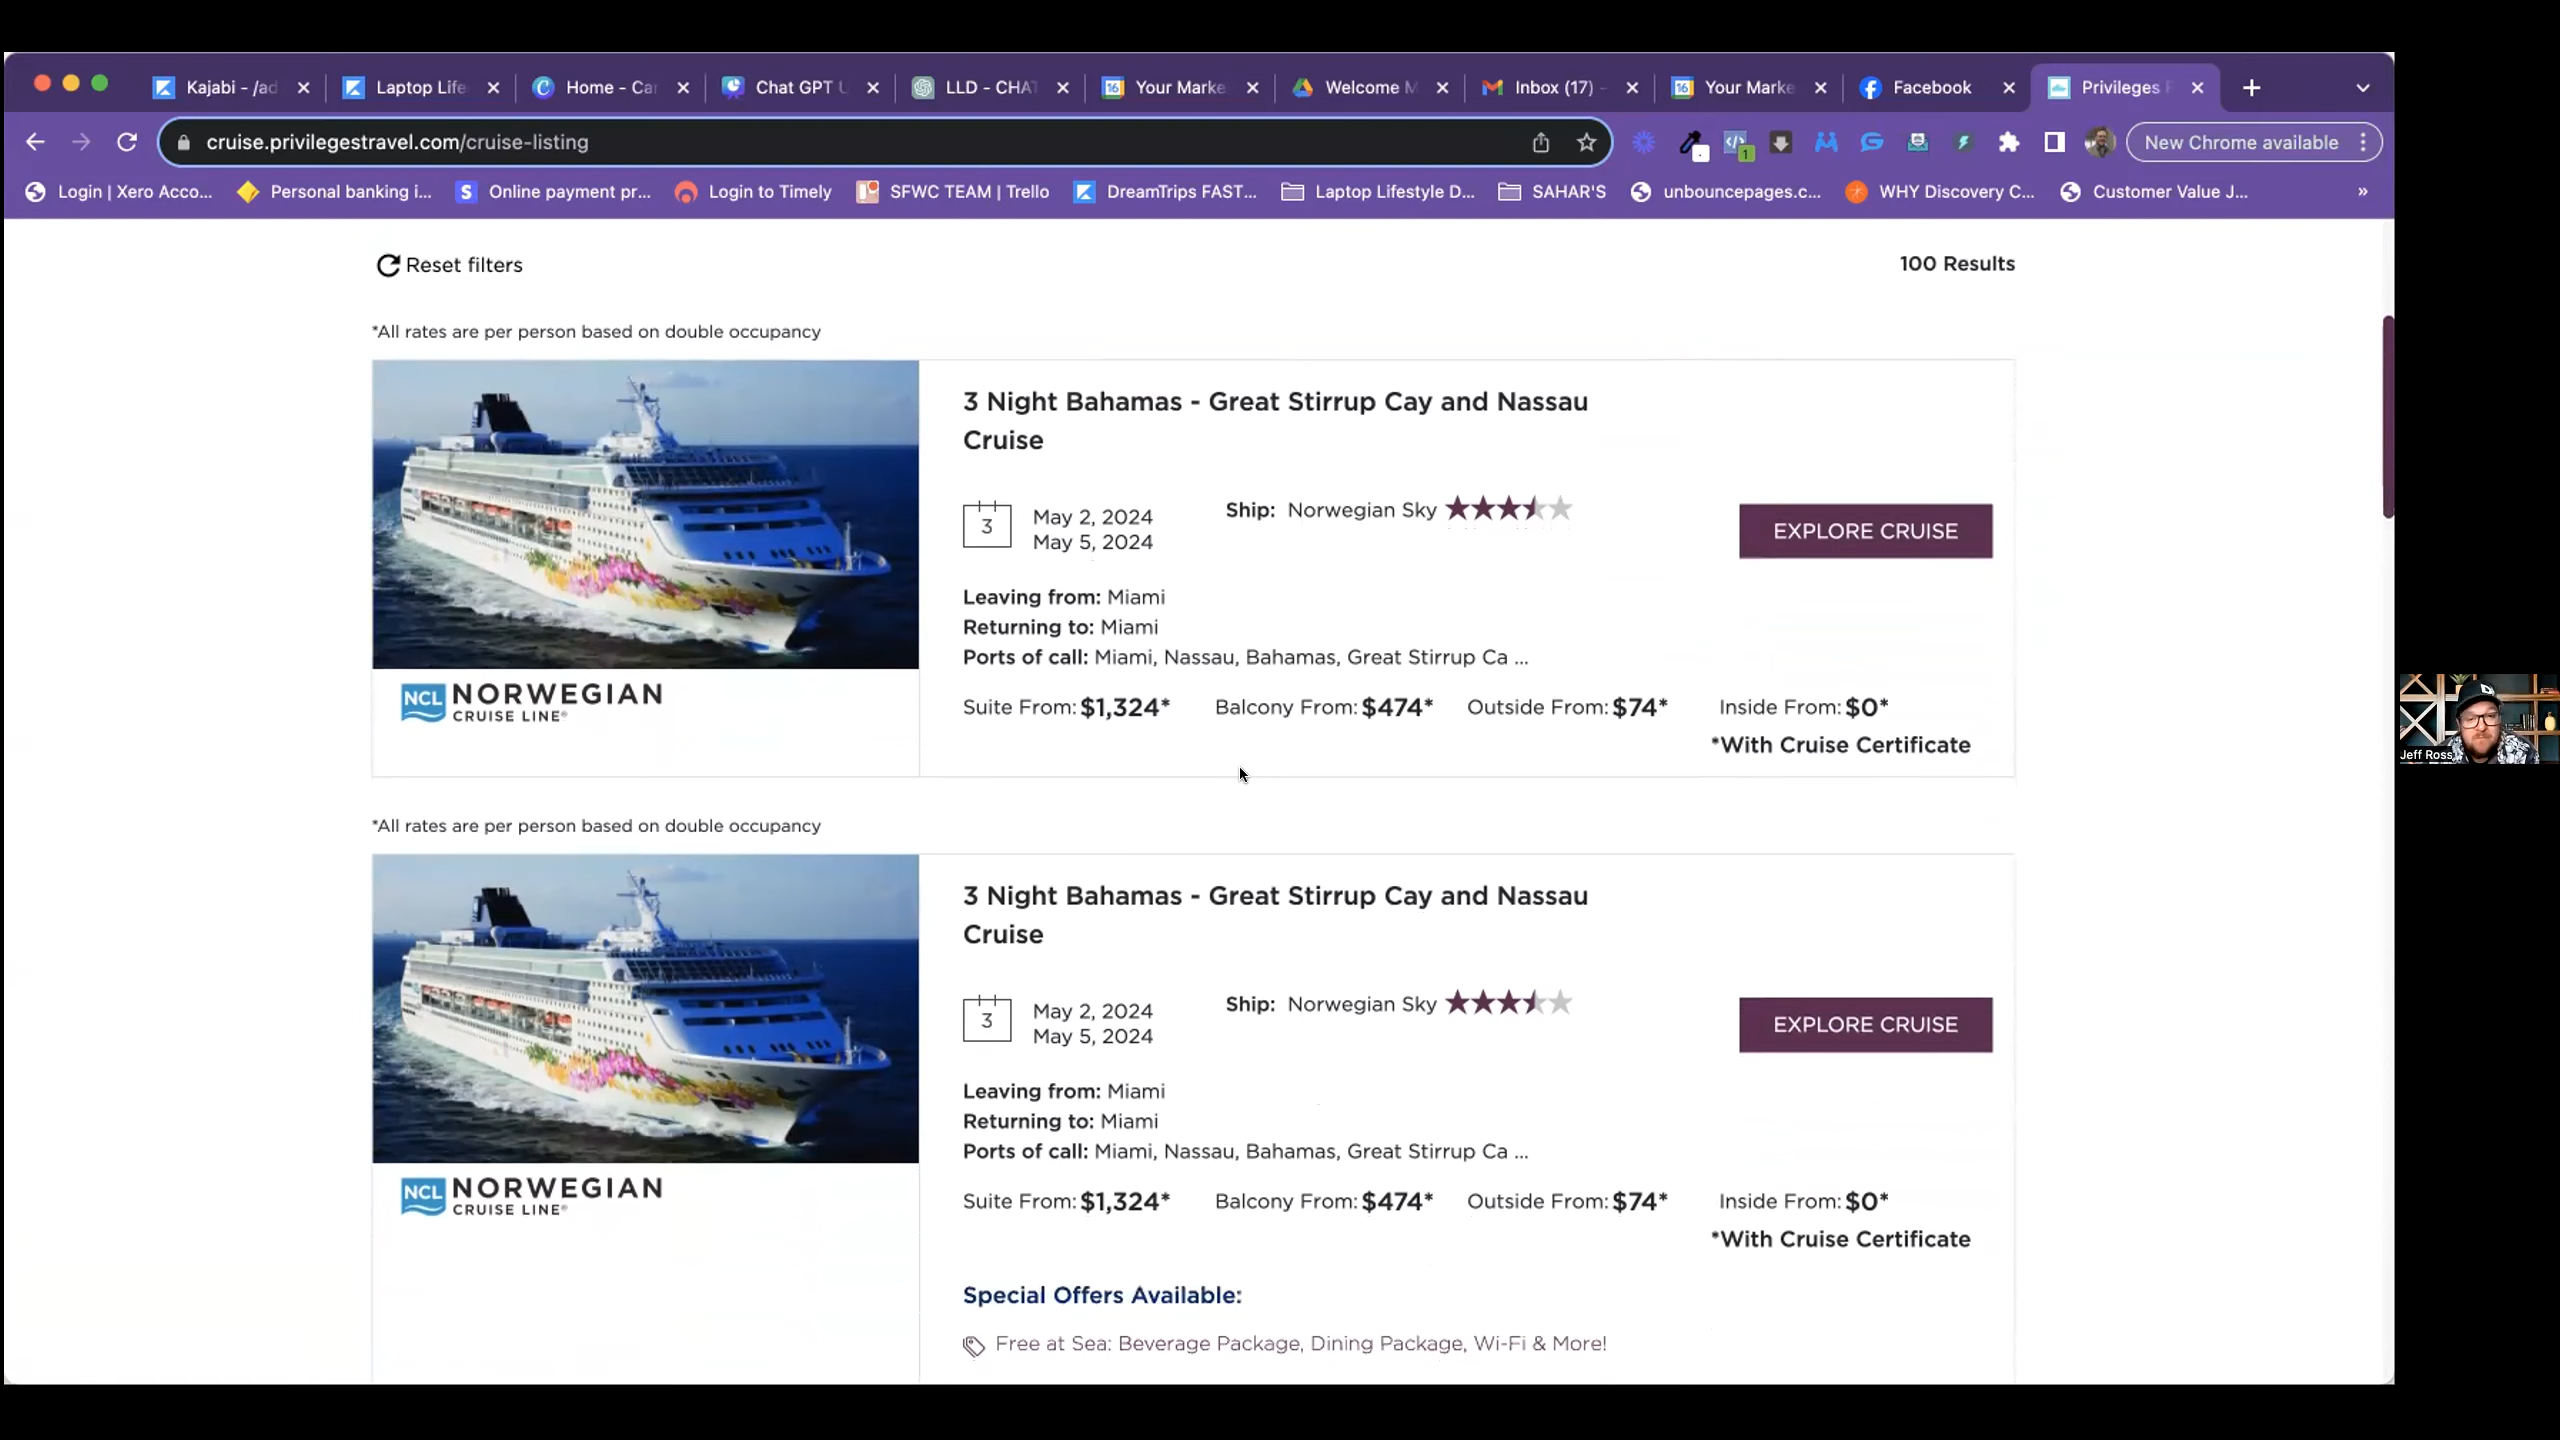 Kajabi - /ad
Laptop Life
Home - Ca
Chat GPT U
LLD - CHAT
Your Marke
Welcome M
Inbox (17) -
Your Marke
Facebook
Privileges R
cruise.privilegestravel.com/cruise-listing
New Chrome available
Login | Xero Acco...
Personal banking i...
Online payment pr...
Login to Timely
SFWC TEAM | Trello
DreamTrips FAST...
Laptop Lifestyle D...
SAHAR'S
unbouncepages.c...
WHY Discovery C...
Customer Value J...
»
Reset filters
100 Results
*All rates are per person based on double occupancy
3 Night Bahamas - Great Stirrup Cay and Nassau
Cruise
3
May 2, 2024
May 5, 2024
Ship: Norwegian Sky
EXPLORE CRUISE
Leaving from: Miami
Returning to: Miami
Ports of call: Miami, Nassau, Bahamas, Great Stirrup Ca ...
NCL NORWEGIAN
CRUISE LINE®
Suite From: $1,324* Balcony From: $474* Outside From: $74* Inside From: $0*
*With Cruise Certificate
Jeff Ross
*All rates are per person based on double occupancy
3 Night Bahamas - Great Stirrup Cay and Nassau
Cruise
3
May 2, 2024
May 5, 2024
Ship: Norwegian Sky
EXPLORE CRUISE
Leaving from: Miami
Returning to: Miami
Ports of call: Miami, Nassau, Bahamas, Great Stirrup Ca ...
NCL NORWEGIAN
CRUISE LINE®
Suite From: $1,324* Balcony From: $474* Outside From: $74* Inside From: $0*
*With Cruise Certificate
Special Offers Available:
Free at Sea: Beverage Package, Dining Package, Wi-Fi & More!